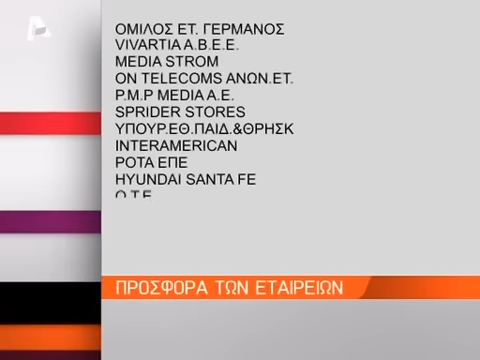 ΟΜΙΛΟΣ ΕΤ. ΓΕΡΜΑΝΟΣ
VIVARTIA A.B.E.E.
MEDIA STROM
ON TELECOMS ΑΝΩΝ.ΕΤ.
P.M.P MEDIA A.E.
SPRIDER STORES
ΥΠΟΥΡ.ΕΘ.ΠΑΙΔ.&ΘΡΗΣΚ
INTERAMERICAN
ΡΟΤΑ ΕΠΕ
HYUNDAI SANTA FE
Ο.Τ.Ε
ΠΡΟΣΦΟΡΑ ΤΩΝ ΕΤΑΙΡΕΙΩΝ